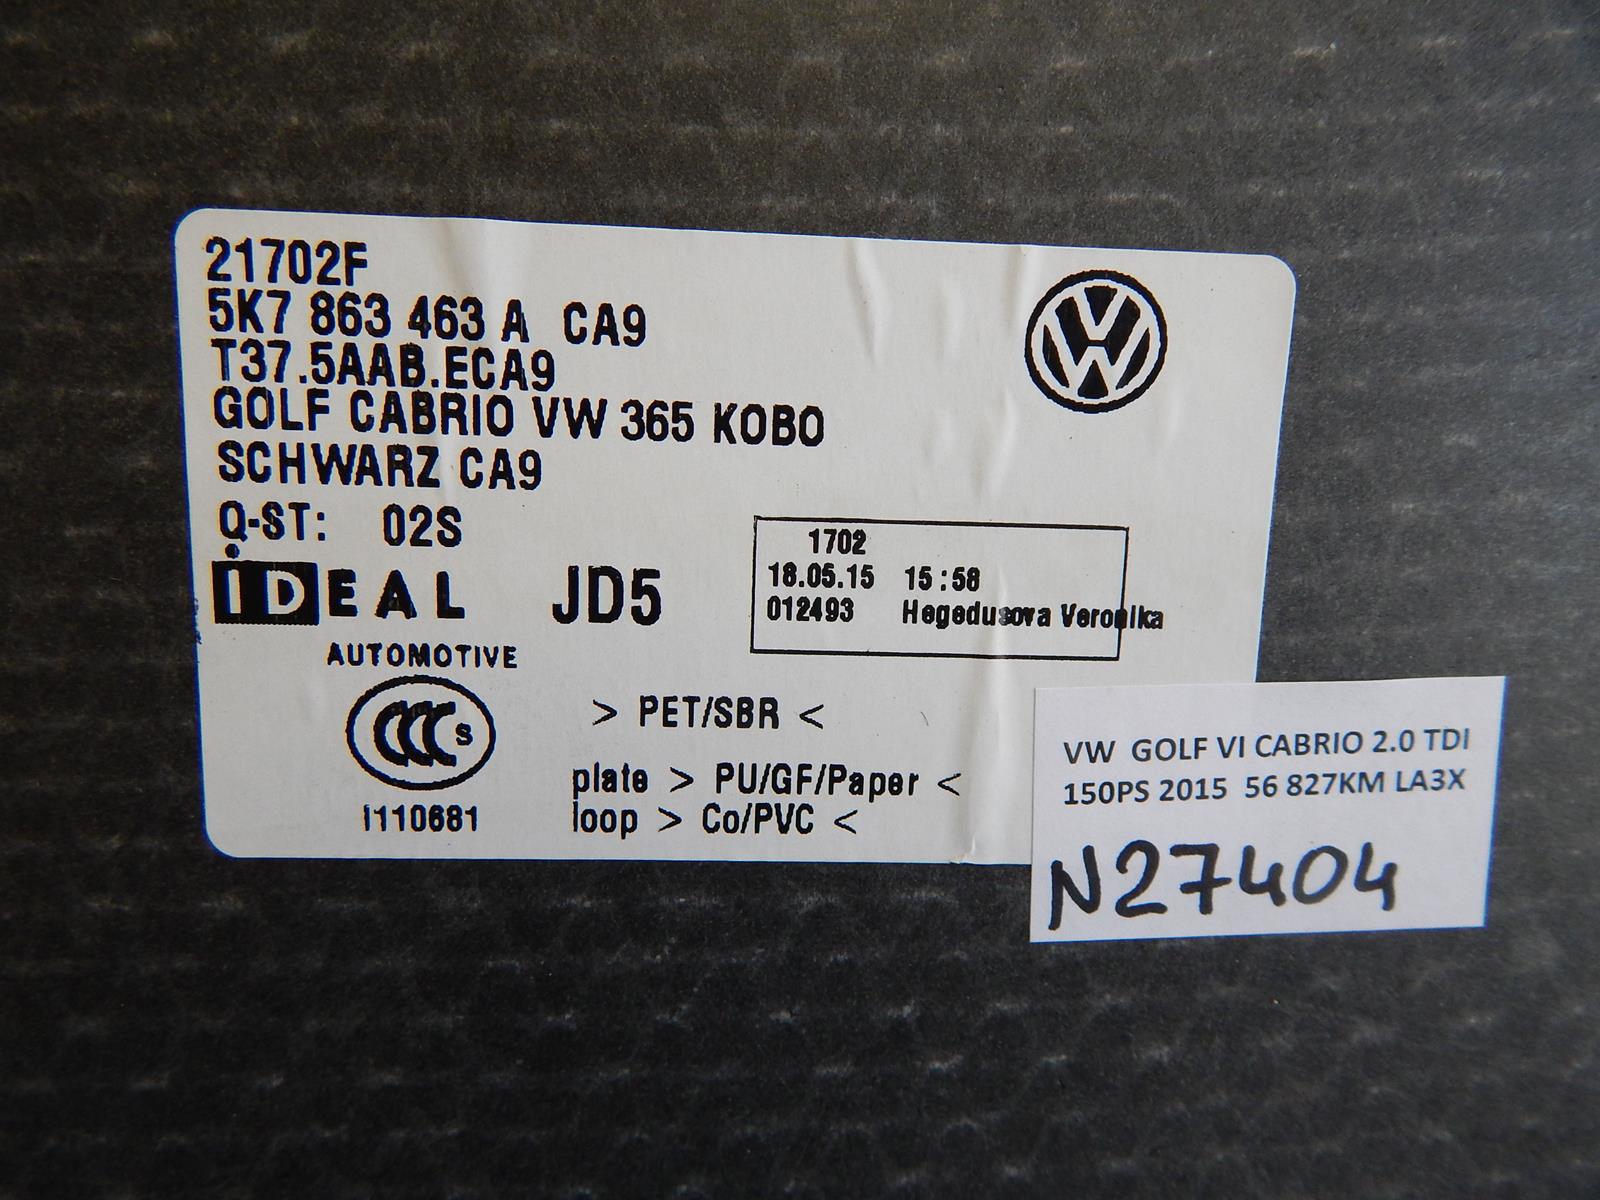 21702F
5K7 863 463 A CA9
T37.5AAB.ECA9
GOLF CABRIO VW 365 KOBO
SCHWARZ CA9
Q-ST: 02S
iDEAL JD5
AUTOMOTIVE
1702
18.05.15 15:58
012493 Hegedusova Veronika
CCC S
I110681
> PET/SBR <
plate > PU/GF/Paper <
loop > Co/PVC <
VW
VW GOLF VI CABRIO 2.0 TDI
150PS 2015 56 827KM LA3X
N27404